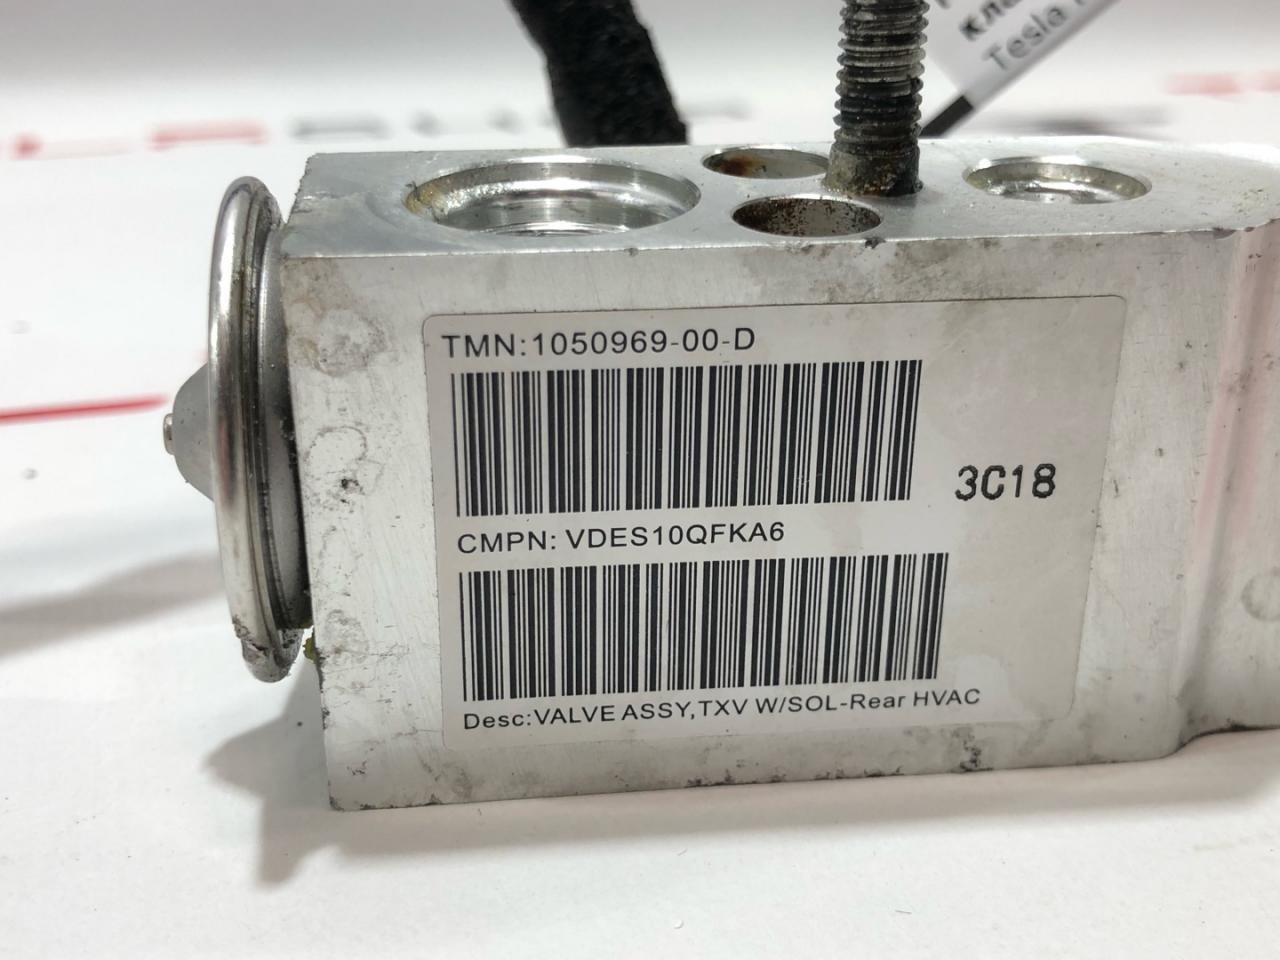 Tesla
TMN:1050969-00-D
3C18
CMPN: VDES10QFKA6
Desc:VALVE ASSY,TXV W/SOL-Rear HVAC